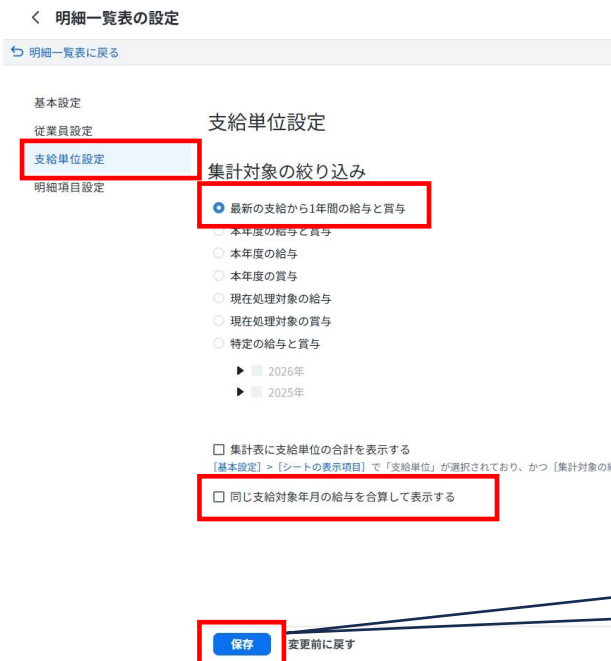 明細一覧表の設定
明細一覧表に戻る
基本設定
従業員設定
支給単位設定
明細項目設定
支給単位設定
集計対象の絞り込み
最新の支給から1年間の給与と賞与
本年度の給与と賞与
本年度の給与
本年度の賞与
現在処理対象の給与
現在処理対象の賞与
特定の給与と賞与
2026年
2025年
集計表に支給単位の合計を表示する
[基本設定] > [シートの表示項目] で「支給単位」が選択されており、かつ [集計対象の
同じ支給対象年月の給与を合算して表示する
保存
変更前に戻す